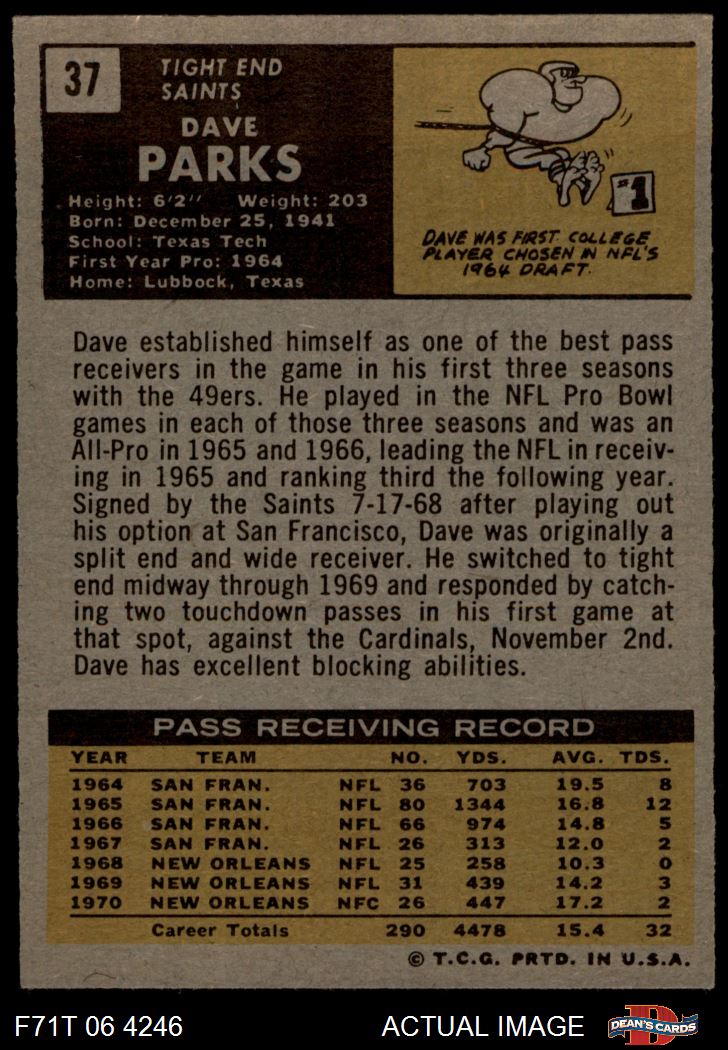 37
TIGHT END
SAINTS
DAVE
PARKS
Height: 6'2" Weight: 203
Born: December 25, 1941
School: Texas Tech
First Year Pro: 1964
Home: Lubbock, Texas
#1
DAVE WAS FIRST COLLEGE
PLAYER CHOSEN IN NFL'S
1964 DRAFT.
Dave established himself as one of the best pass
receivers in the game in his first three seasons
with the 49ers. He played in the NFL Pro Bowl
games in each of those three seasons and was an
All-Pro in 1965 and 1966, leading the NFL in receiv-
ing in 1965 and ranking third the following year.
Signed by the Saints 7-17-68 after playing out
his option at San Francisco, Dave was originally a
split end and wide receiver. He switched to tight
end midway through 1969 and responded by catch-
ing two touchdown passes in his first game at
that spot, against the Cardinals, November 2nd.
Dave has excellent blocking abilities.
PASS RECEIVING RECORD
YEAR TEAM NO. YDS. AVG. TDS.
1964 SAN FRAN. NFL 36 703 19.5 8
1965 SAN FRAN. NFL 80 1344 16.8 12
1966 SAN FRAN. NFL 66 974 14.8 5
1967 SAN FRAN. NFL 26 313 12.0 2
1968 NEW ORLEANS NFL 25 258 10.3 0
1969 NEW ORLEANS NFL 31 439 14.2 3
1970 NEW ORLEANS NFC 26 447 17.2 2
Career Totals 290 4478 15.4 32
© T.C.G. PRTD. IN U.S.A.
F71T 06 4246 ACTUAL IMAGE D DEAN'S CARDS